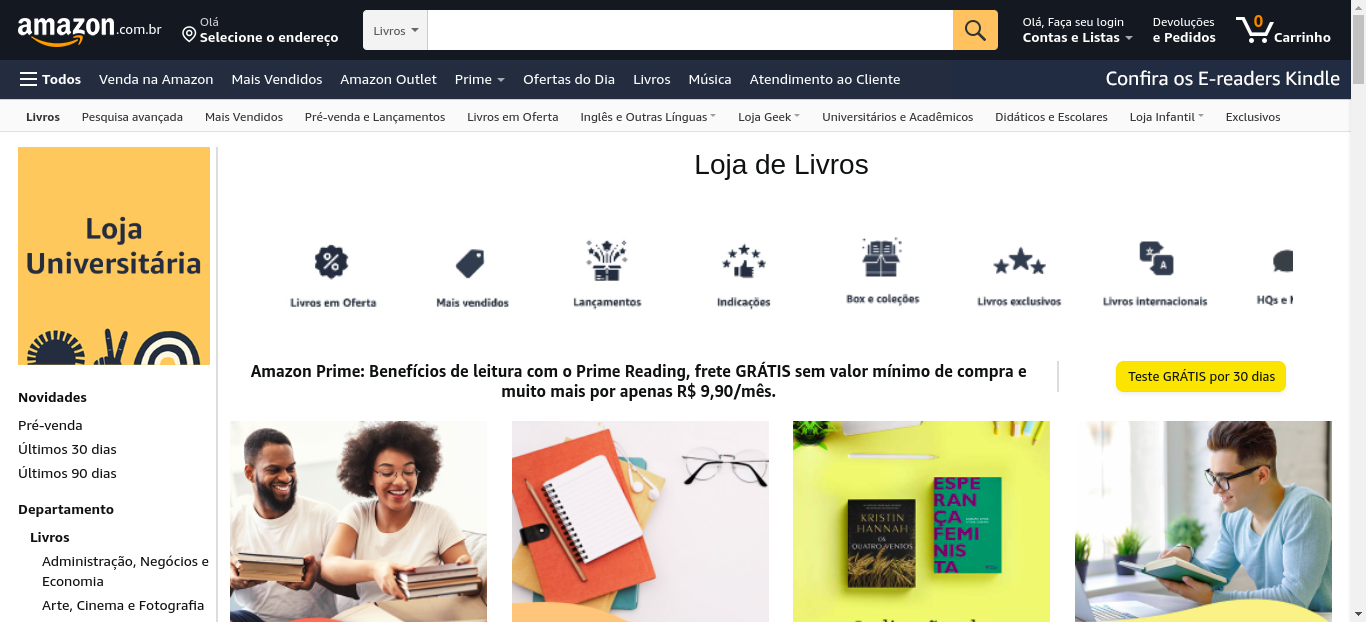 amazon.com.br
Olá
Selecione o endereço
Livros
Olá, Faça seu login
Contas e Listas
Devoluções
e Pedidos
0
Carrinho
Todos
Venda na Amazon
Mais Vendidos
Amazon Outlet
Prime
Ofertas do Dia
Livros
Música
Atendimento ao Cliente
Confira os E-readers Kindle
Livros
Pesquisa avançada
Mais Vendidos
Pré-venda e Lançamentos
Livros em Oferta
Inglês e Outras Línguas
Loja Geek
Universitários e Acadêmicos
Didáticos e Escolares
Loja Infantil
Exclusivos
Loja
Universitária
Novidades
Pré-venda
Últimos 30 dias
Últimos 90 dias
Departamento
Livros
Administração, Negócios e
Economia
Arte, Cinema e Fotografia
Loja de Livros
Livros em Oferta
Mais vendidos
Lançamentos
Indicações
Box e coleções
Livros exclusivos
A
Livros internacionais
HQs e
Amazon Prime: Benefícios de leitura com o Prime Reading, frete GRÁTIS sem valor mínimo de compra e
muito mais por apenas R$ 9,90/mês.
Teste GRÁTIS por 30 dias
KRISTIN
HANNAH
OS
QUATRO VENTOS
ESPE
RAN
ÇA
FEMI
NIS
TA